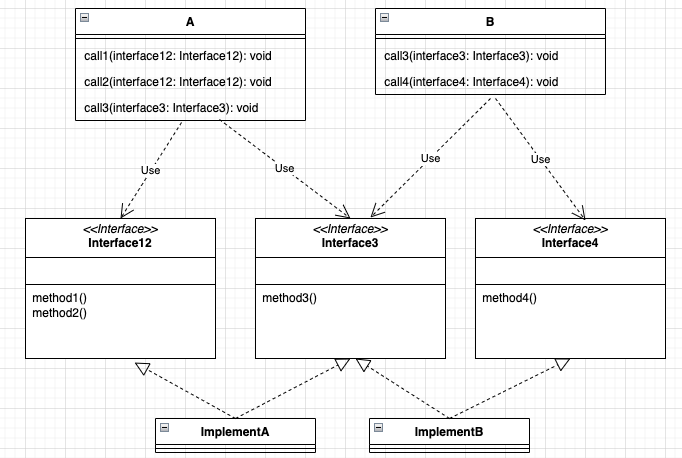 A
call1(interface12: Interface12): void
call2(interface12: Interface12): void
call3(interface3: Interface3): void
B
call3(interface3: Interface3): void
call4(interface4: Interface4): void
Use
Use
Use
Use
<<Interface>>
Interface12
method1()
method2()
<<Interface>>
Interface3
method3()
<<Interface>>
Interface4
method4()
ImplementA
ImplementB